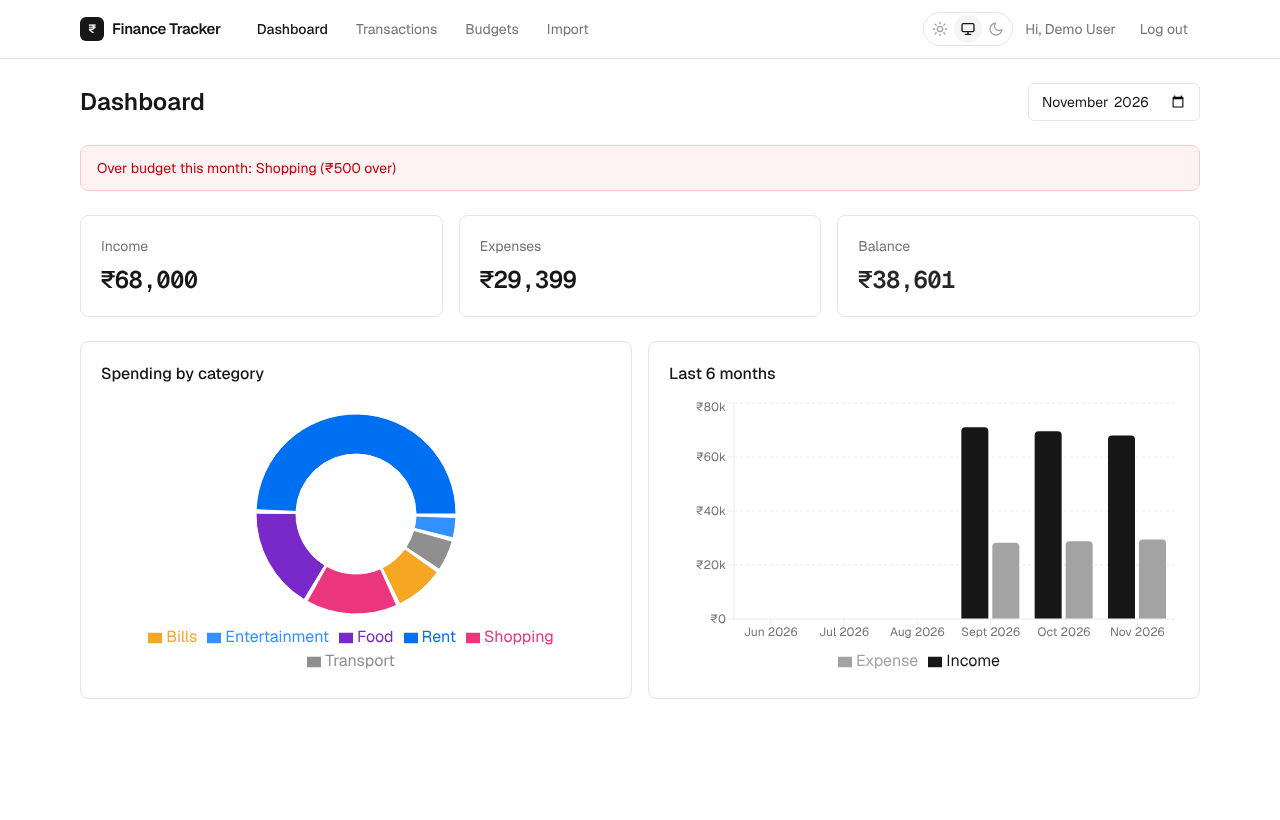 ₹ Finance Tracker Dashboard Transactions Budgets Import Hi, Demo User Log out
Dashboard November 2026
Over budget this month: Shopping (₹500 over)
Income Expenses Balance
₹68,000 ₹29,399 ₹38,601
Spending by category
Bills Entertainment Food Rent Shopping
Transport
Last 6 months
₹80k
₹60k
₹40k
₹20k
₹0
Jun 2026 Jul 2026 Aug 2026 Sept 2026 Oct 2026 Nov 2026
Expense Income